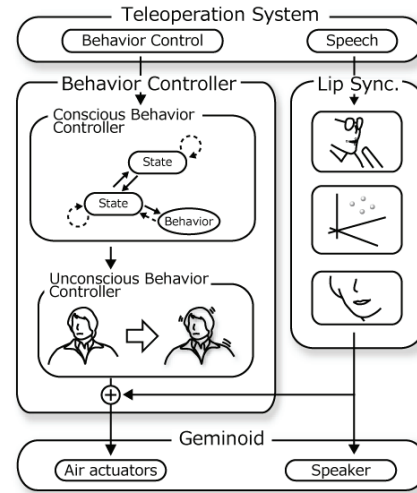 Teleoperation System
Behavior Control
Speech
Behavior Controller
Lip Sync.
Conscious Behavior
Controller
State
State
Behavior
Unconscious Behavior
Controller
Geminoid
Air actuators
Speaker